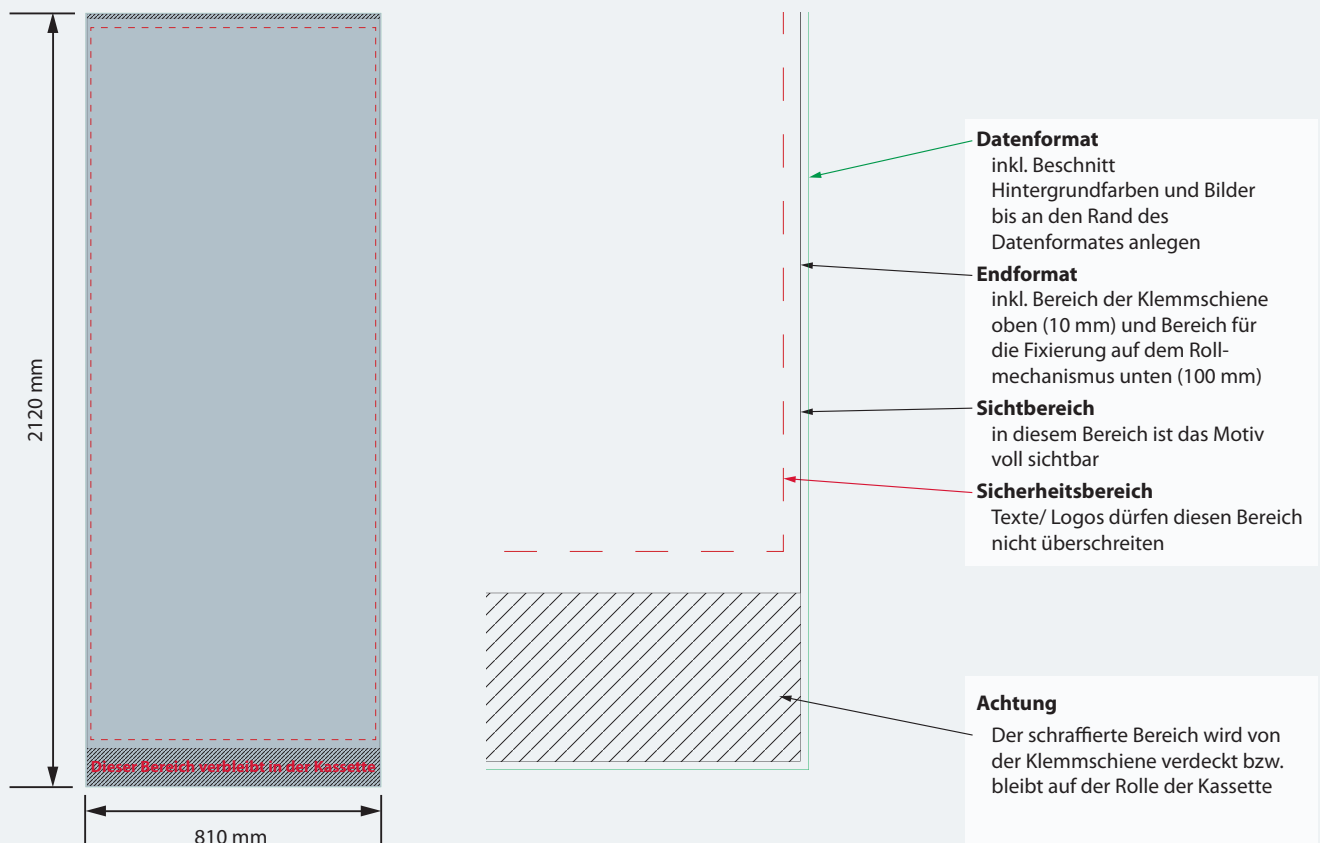 2120 mm
Dieser Bereich verbleibt in der Kassette
810 mm
Datenformat
inkl. Beschnitt
Hintergrundfarben und Bilder
bis an den Rand des
Datenformates anlegen
Endformat
inkl. Bereich der Klemmschiene
oben (10 mm) und Bereich für
die Fixierung auf dem Roll-
mechanismus unten (100 mm)
Sichtbereich
in diesem Bereich ist das Motiv
voll sichtbar
Sicherheitsbereich
Texte/ Logos dürfen diesen Bereich
nicht überschreiten
Achtung
Der schraffierte Bereich wird von
der Klemmschiene verdeckt bzw.
bleibt auf der Rolle der Kassette